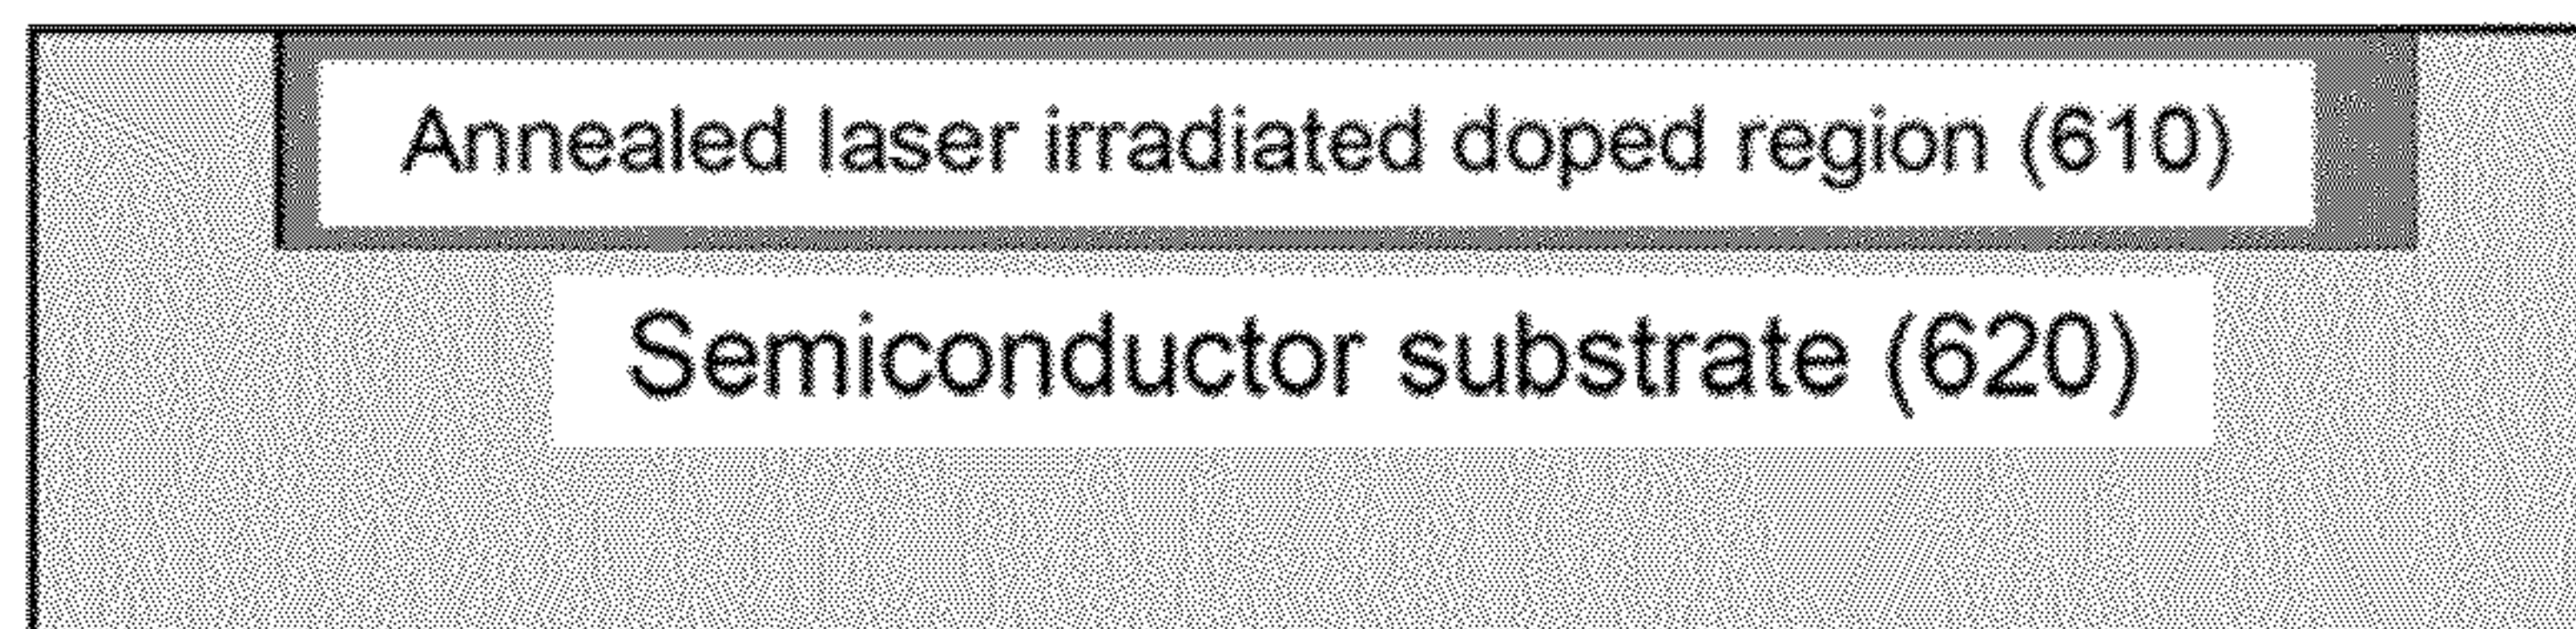 Annealed laser irradiated doped region (610)
Semiconductor substrate (620)